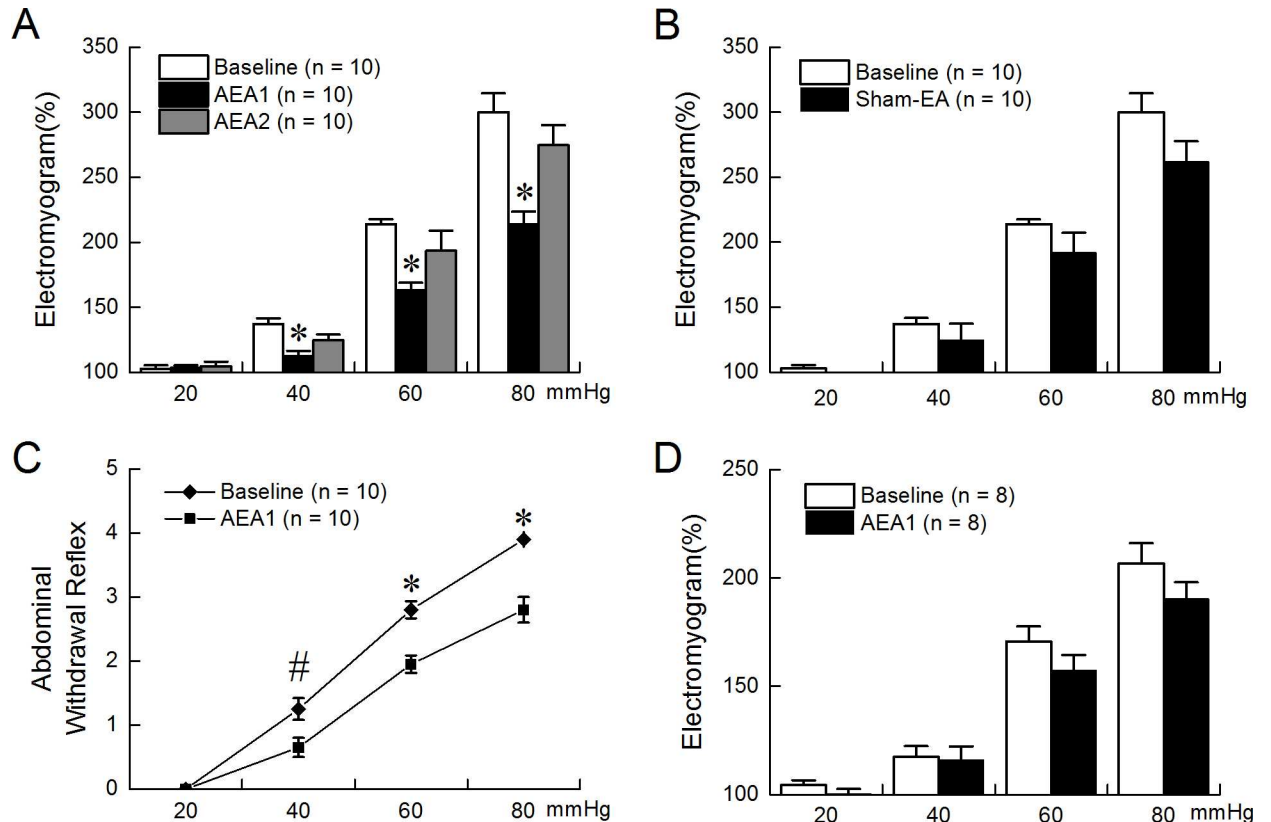 A
Electromyogram(%)
350
300
250
200
150
100
Baseline (n = 10)
AEA1 (n = 10)
AEA2 (n = 10)
*
*
*
20 40 60 80 mmHg
B
Electromyogram(%)
350
300
250
200
150
100
Baseline (n = 10)
Sham-EA (n = 10)
20 40 60 80 mmHg
C
Abdominal
Withdrawal Reflex
5
4
3
2
1
0
Baseline (n = 10)
AEA1 (n = 10)
#
*
*
20 40 60 80 mmHg
D
Electromyogram(%)
250
200
150
100
Baseline (n = 8)
AEA1 (n = 8)
20 40 60 80 mmHg